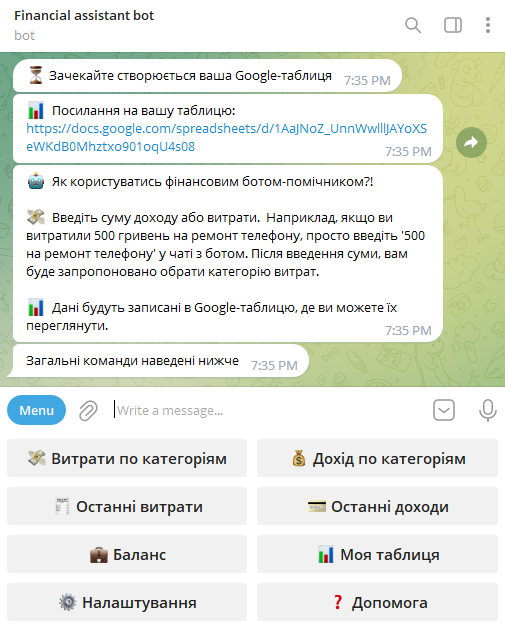 Financial assistant bot
bot
Зачекайте створюється ваша Google-таблиця 7:35 PM
Посилання на вашу таблицю:
https://docs.google.com/spreadsheets/d/1AaJNoZ_UnnWwlllJAYoXS
eWKdB0Mhztxo901oqU4s08
7:35 PM
Як користуватись фінансовим ботом-помічником?!
Введіть суму доходу або витрати. Наприклад, якщо ви
витратили 500 гривень на ремонт телефону, просто введіть '500
на ремонт телефону' у чаті з ботом. Після введення суми, вам
буде запропоновано обрати категорію витрат.
Дані будуть записані в Google-таблицю, де ви можете їх
переглянути.
7:35 PM
Загальні команди наведені нижче 7:35 PM
Menu Write a message...
Витрати по категоріям Дохід по категоріям
Останні витрати Останні доходи
Баланс Моя таблиця
Налаштування Допомога